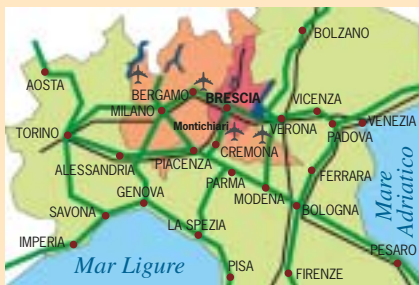 BOLZANO
AOSTA
BERGAMO
BRESCIA
MILANO
VICENZA
VENEZIA
TORINO
Montichiari
VERONA
PADOVA
CREMONA
ALESSANDRIA
PIACENZA
PARMA
FERRARA
GENOVA
MODENA
SAVONA
BOLOGNA
LA SPEZIA
IMPERIA
Mare
Adriatico
PESARO
Mar Ligure
PISA
FIRENZE